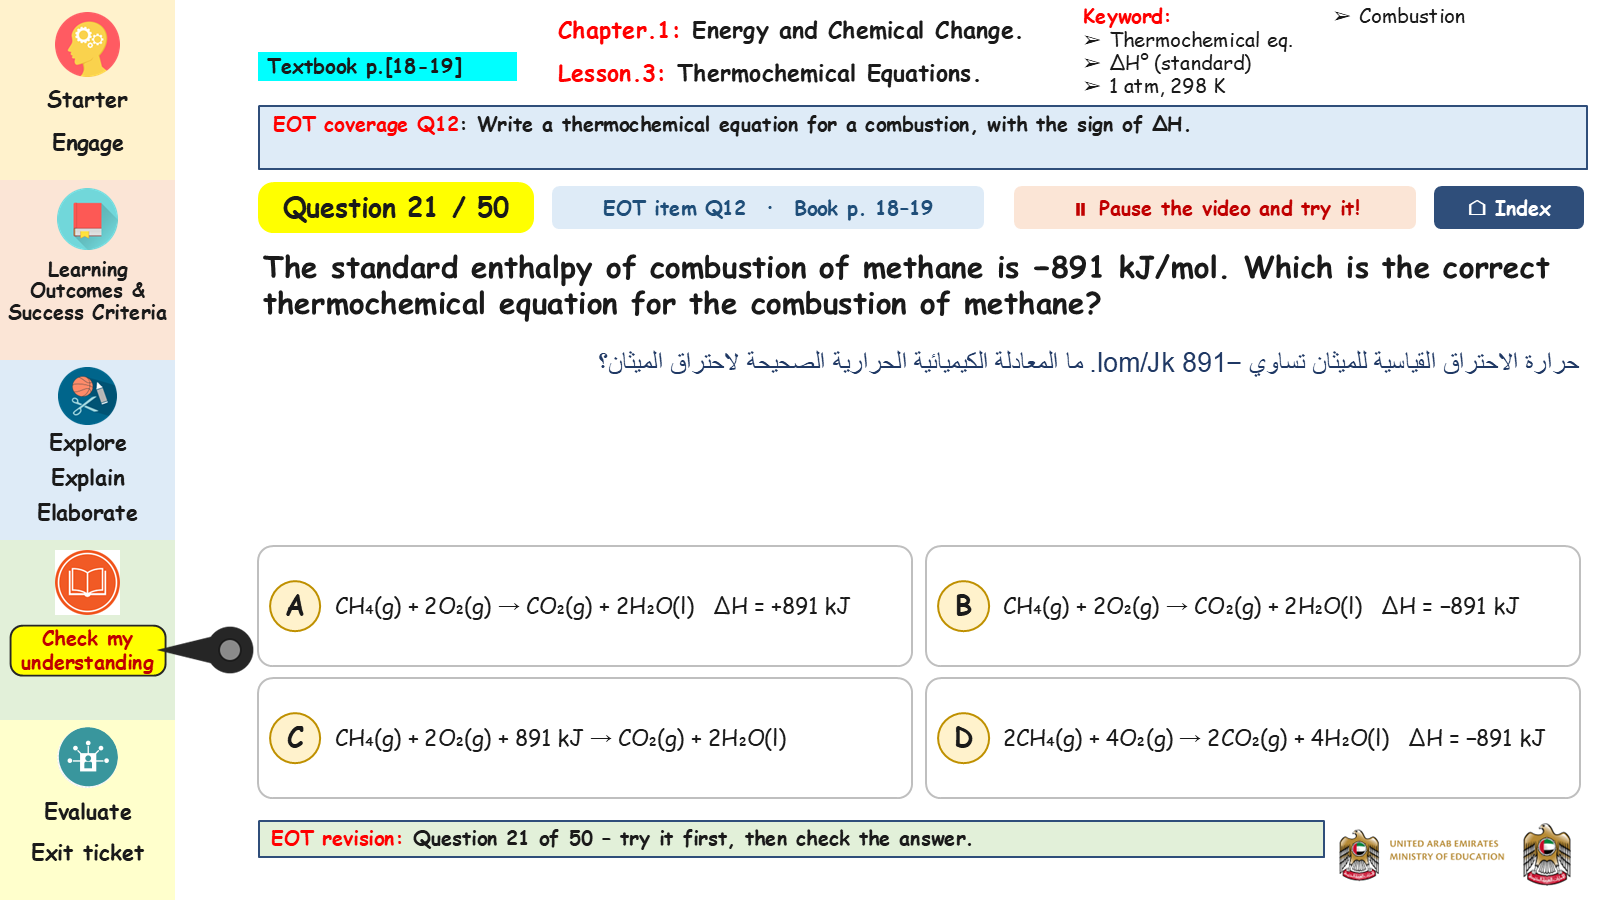 Starter
Engage
Learning
Outcomes &
Success Criteria
Explore
Explain
Elaborate
Check my
understanding
Evaluate
Exit ticket
Textbook p.[18-19]
Chapter.1: Energy and Chemical Change.
Lesson.3: Thermochemical Equations.
Keyword:
➢ Thermochemical eq.
➢ ΔH° (standard)
➢ 1 atm, 298 K
➢ Combustion
EOT coverage Q12: Write a thermochemical equation for a combustion, with the sign of ΔH.
Question 21 / 50
EOT item Q12 · Book p. 18–19
⏸ Pause the video and try it!
Index
The standard enthalpy of combustion of methane is −891 kJ/mol. Which is the correct
thermochemical equation for the combustion of methane?
حرارة الاحتراق القياسية للميثان تساوي −891 lom/Jk. ما المعادلة الكيميائية الحرارية الصحيحة لاحتراق الميثان؟
A CH₄(g) + 2O₂(g) → CO₂(g) + 2H₂O(l) ΔH = +891 kJ
B CH₄(g) + 2O₂(g) → CO₂(g) + 2H₂O(l) ΔH = −891 kJ
C CH₄(g) + 2O₂(g) + 891 kJ → CO₂(g) + 2H₂O(l)
D 2CH₄(g) + 4O₂(g) → 2CO₂(g) + 4H₂O(l) ΔH = −891 kJ
EOT revision: Question 21 of 50 – try it first, then check the answer.
UNITED ARAB EMIRATES
MINISTRY OF EDUCATION